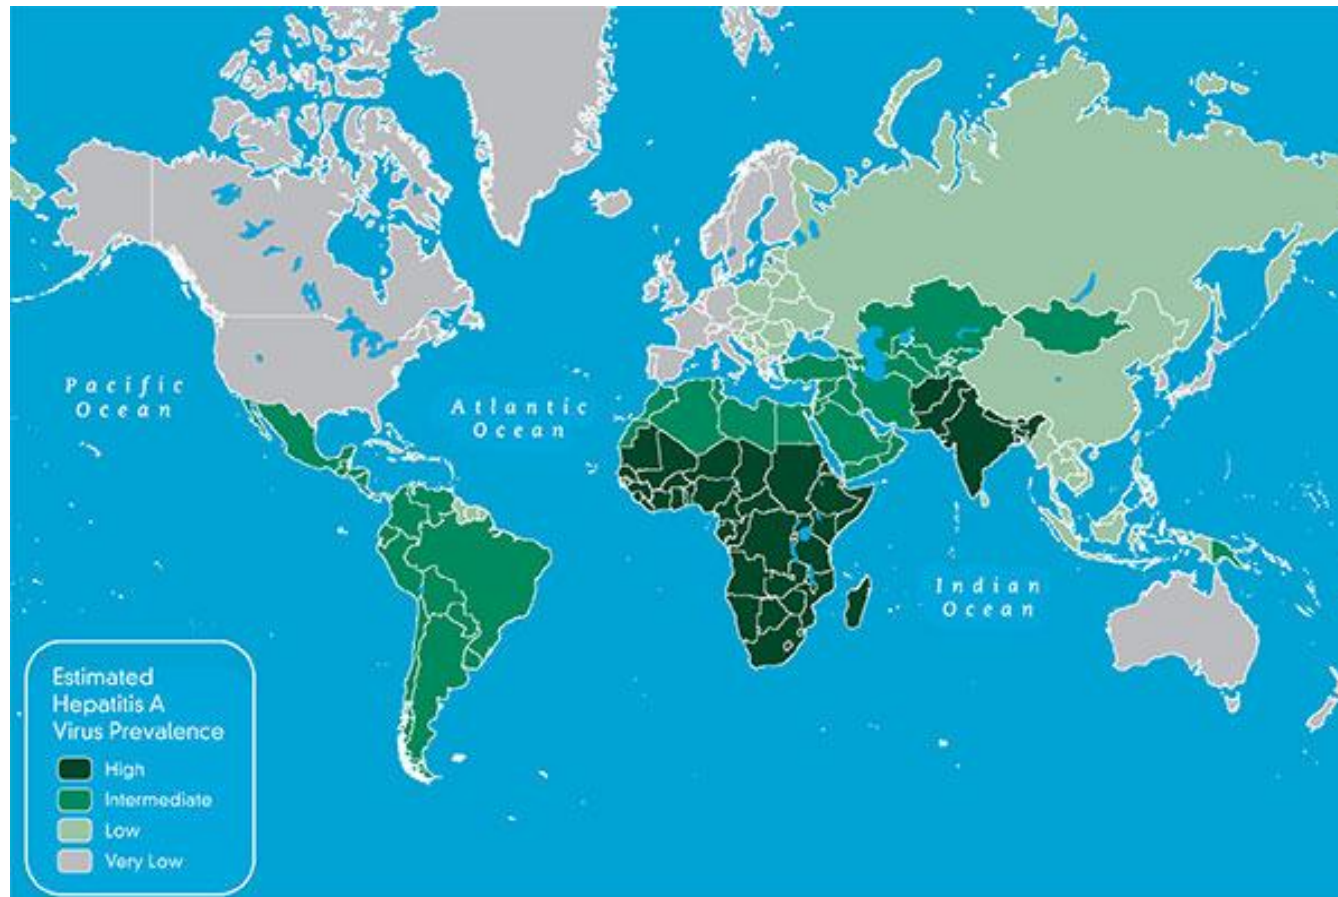 Pacific
Ocean
Atlantic
Ocean
Indian
Ocean
Estimated
Hepatitis A
Virus Prevalence
High
Intermediate
Low
Very Low